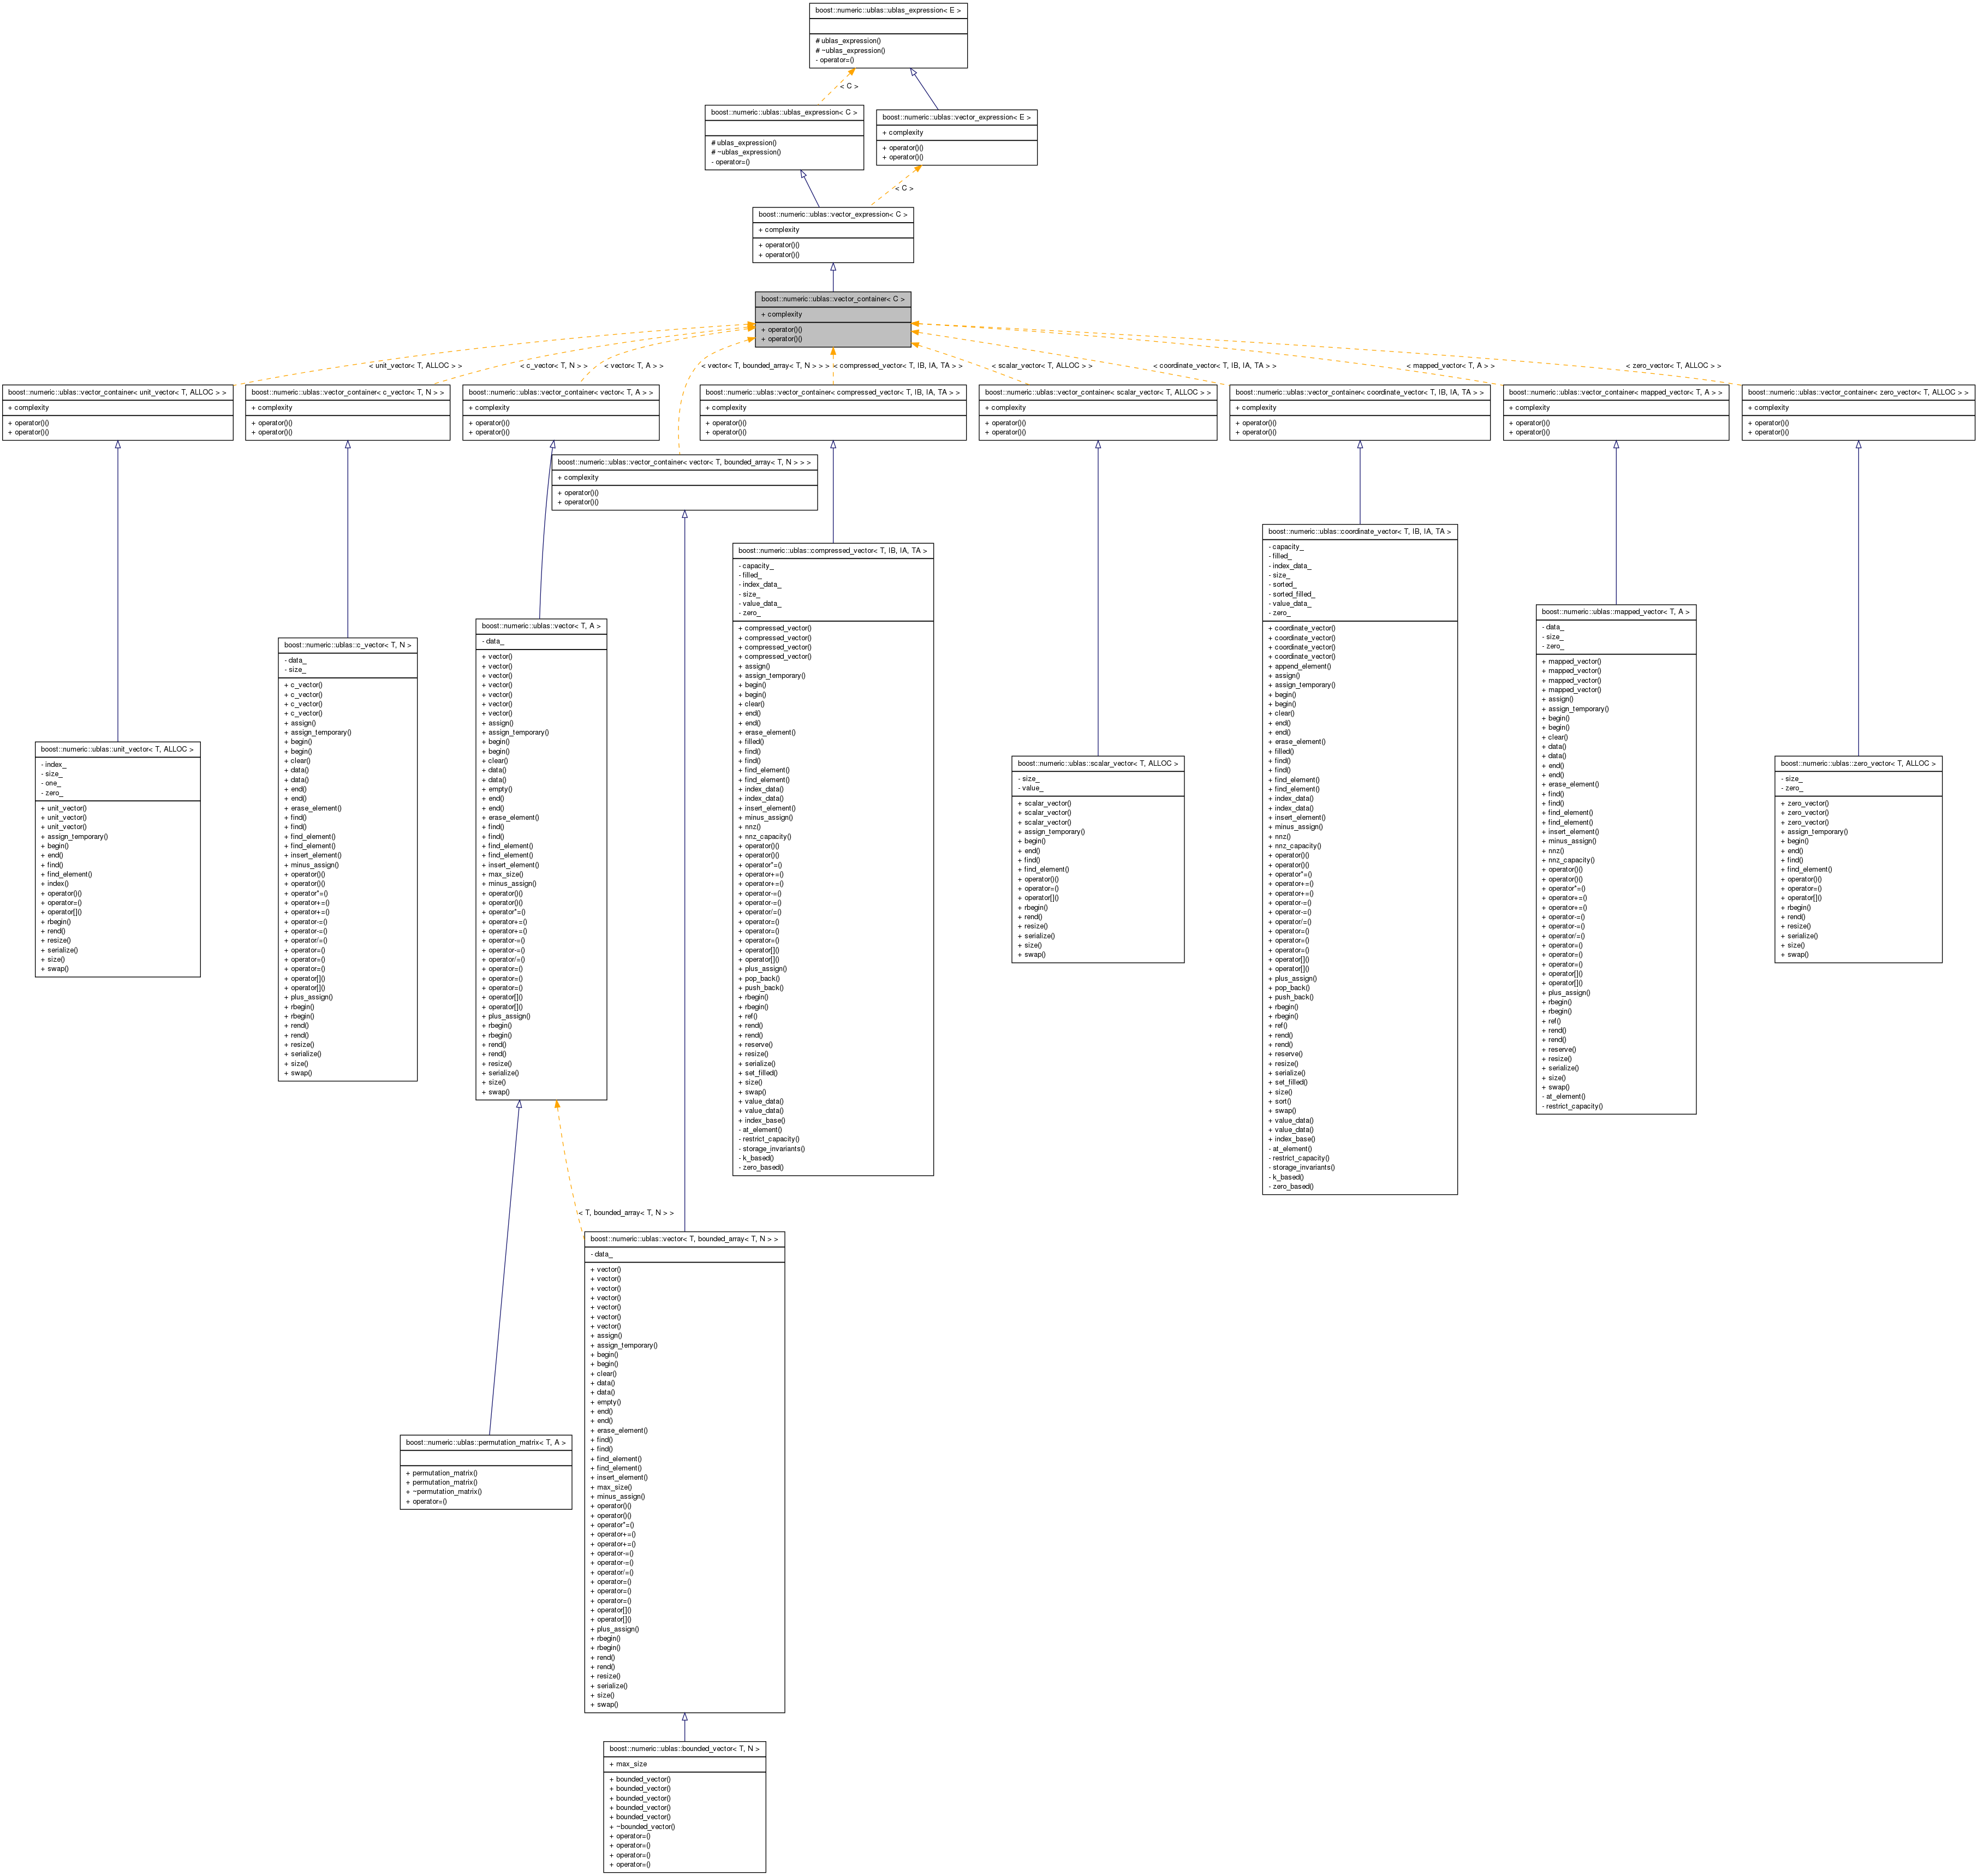 boost::numeric::ublas::ublas_expression< E >
# ublas_expression()
# ~ublas_expression()
- operator=()
< C >
boost::numeric::ublas::ublas_expression< C >
# ublas_expression()
# ~ublas_expression()
- operator=()
boost::numeric::ublas::vector_expression< E >
+ complexity
+ operator()()
+ operator()()
< C >
boost::numeric::ublas::vector_expression< C >
+ complexity
+ operator()()
+ operator()()
boost::numeric::ublas::vector_container< C >
+ complexity
+ operator()()
+ operator()()
< unit_vector< T, ALLOC > >
< c_vector< T, N > >
< vector< T, A > >
< vector< T, bounded_array< T, N > > >
< compressed_vector< T, IB, IA, TA > >
< scalar_vector< T, ALLOC > >
< coordinate_vector< T, IB, IA, TA > >
< mapped_vector< T, A > >
< zero_vector< T, ALLOC > >
boost::numeric::ublas::vector_container< unit_vector< T, ALLOC > >
+ complexity
+ operator()()
+ operator()()
boost::numeric::ublas::vector_container< c_vector< T, N > >
+ complexity
+ operator()()
+ operator()()
boost::numeric::ublas::vector_container< vector< T, A > >
+ complexity
+ operator()()
+ operator()()
boost::numeric::ublas::vector_container< compressed_vector< T, IB, IA, TA > >
+ complexity
+ operator()()
+ operator()()
boost::numeric::ublas::vector_container< scalar_vector< T, ALLOC > >
+ complexity
+ operator()()
+ operator()()
boost::numeric::ublas::vector_container< coordinate_vector< T, IB, IA, TA > >
+ complexity
+ operator()()
+ operator()()
boost::numeric::ublas::vector_container< mapped_vector< T, A > >
+ complexity
+ operator()()
+ operator()()
boost::numeric::ublas::vector_container< zero_vector< T, ALLOC > >
+ complexity
+ operator()()
+ operator()()
boost::numeric::ublas::vector_container< vector< T, bounded_array< T, N > > >
+ complexity
+ operator()()
+ operator()()
boost::numeric::ublas::unit_vector< T, ALLOC >
- index_
- size_
- one_
- zero_
+ unit_vector()
+ unit_vector()
+ unit_vector()
+ assign_temporary()
+ begin()
+ end()
+ find()
+ find_element()
+ index()
+ operator()()
+ operator=()
+ operator[]()
+ rbegin()
+ rend()
+ resize()
+ serialize()
+ size()
+ swap()
boost::numeric::ublas::c_vector< T, N >
- data_
- size_
+ c_vector()
+ c_vector()
+ c_vector()
+ c_vector()
+ assign()
+ assign_temporary()
+ begin()
+ begin()
+ clear()
+ data()
+ data()
+ end()
+ end()
+ erase_element()
+ find()
+ find()
+ find_element()
+ find_element()
+ insert_element()
+ minus_assign()
+ operator()()
+ operator()()
+ operator*=()
+ operator+=()
+ operator+=()
+ operator-=()
+ operator-=()
+ operator/=()
+ operator=()
+ operator=()
+ operator=()
+ operator[]()
+ operator[]()
+ plus_assign()
+ rbegin()
+ rbegin()
+ rend()
+ rend()
+ resize()
+ serialize()
+ size()
+ swap()
boost::numeric::ublas::vector< T, A >
- data_
+ vector()
+ vector()
+ vector()
+ vector()
+ vector()
+ vector()
+ vector()
+ assign()
+ assign_temporary()
+ begin()
+ begin()
+ clear()
+ data()
+ data()
+ empty()
+ end()
+ end()
+ erase_element()
+ find()
+ find()
+ find_element()
+ find_element()
+ insert_element()
+ max_size()
+ minus_assign()
+ operator()()
+ operator()()
+ operator*=()
+ operator+=()
+ operator+=()
+ operator-=()
+ operator-=()
+ operator/=()
+ operator=()
+ operator=()
+ operator=()
+ operator[]()
+ operator[]()
+ plus_assign()
+ rbegin()
+ rbegin()
+ rend()
+ rend()
+ resize()
+ serialize()
+ size()
+ swap()
boost::numeric::ublas::compressed_vector< T, IB, IA, TA >
- capacity_
- filled_
- index_data_
- size_
- value_data_
- zero_
+ compressed_vector()
+ compressed_vector()
+ compressed_vector()
+ compressed_vector()
+ assign()
+ assign_temporary()
+ begin()
+ begin()
+ clear()
+ end()
+ end()
+ erase_element()
+ filled()
+ find()
+ find()
+ find_element()
+ find_element()
+ index_data()
+ index_data()
+ insert_element()
+ minus_assign()
+ nnz()
+ nnz_capacity()
+ operator()()
+ operator()()
+ operator*=()
+ operator+=()
+ operator+=()
+ operator-=()
+ operator-=()
+ operator/=()
+ operator=()
+ operator=()
+ operator=()
+ operator[]()
+ operator[]()
+ plus_assign()
+ pop_back()
+ push_back()
+ rbegin()
+ rbegin()
+ ref()
+ rend()
+ rend()
+ reserve()
+ resize()
+ serialize()
+ set_filled()
+ size()
+ swap()
+ value_data()
+ value_data()
+ index_base()
- at_element()
- restrict_capacity()
- storage_invariants()
- k_based()
- zero_based()
boost::numeric::ublas::scalar_vector< T, ALLOC >
- size_
- value_
+ scalar_vector()
+ scalar_vector()
+ scalar_vector()
+ assign_temporary()
+ begin()
+ end()
+ find()
+ find_element()
+ operator()()
+ operator=()
+ operator[]()
+ rbegin()
+ rend()
+ resize()
+ serialize()
+ size()
+ swap()
boost::numeric::ublas::coordinate_vector< T, IB, IA, TA >
- capacity_
- filled_
- index_data_
- size_
- sorted_
- sorted_filled_
- value_data_
- zero_
+ coordinate_vector()
+ coordinate_vector()
+ coordinate_vector()
+ coordinate_vector()
+ append_element()
+ assign()
+ assign_temporary()
+ begin()
+ begin()
+ clear()
+ end()
+ end()
+ erase_element()
+ filled()
+ find()
+ find()
+ find_element()
+ find_element()
+ index_data()
+ index_data()
+ insert_element()
+ minus_assign()
+ nnz()
+ nnz_capacity()
+ operator()()
+ operator()()
+ operator*=()
+ operator+=()
+ operator+=()
+ operator-=()
+ operator-=()
+ operator/=()
+ operator=()
+ operator=()
+ operator=()
+ operator[]()
+ operator[]()
+ plus_assign()
+ pop_back()
+ push_back()
+ rbegin()
+ rbegin()
+ ref()
+ rend()
+ rend()
+ reserve()
+ resize()
+ serialize()
+ set_filled()
+ size()
+ sort()
+ swap()
+ value_data()
+ value_data()
+ index_base()
- at_element()
- restrict_capacity()
- storage_invariants()
- k_based()
- zero_based()
boost::numeric::ublas::mapped_vector< T, A >
- data_
- size_
- zero_
+ mapped_vector()
+ mapped_vector()
+ mapped_vector()
+ mapped_vector()
+ assign()
+ assign_temporary()
+ begin()
+ begin()
+ clear()
+ data()
+ data()
+ end()
+ end()
+ erase_element()
+ find()
+ find()
+ find_element()
+ find_element()
+ insert_element()
+ minus_assign()
+ nnz()
+ nnz_capacity()
+ operator()()
+ operator()()
+ operator*=()
+ operator+=()
+ operator+=()
+ operator-=()
+ operator-=()
+ operator/=()
+ operator=()
+ operator=()
+ operator=()
+ operator[]()
+ operator[]()
+ plus_assign()
+ rbegin()
+ rbegin()
+ ref()
+ rend()
+ rend()
+ reserve()
+ resize()
+ serialize()
+ size()
+ swap()
- at_element()
- restrict_capacity()
boost::numeric::ublas::zero_vector< T, ALLOC >
- size_
- zero_
+ zero_vector()
+ zero_vector()
+ zero_vector()
+ assign_temporary()
+ begin()
+ end()
+ find()
+ find_element()
+ operator()()
+ operator=()
+ operator[]()
+ rbegin()
+ rend()
+ resize()
+ serialize()
+ size()
+ swap()
< T, bounded_array< T, N > >
boost::numeric::ublas::vector< T, bounded_array< T, N > >
- data_
+ vector()
+ vector()
+ vector()
+ vector()
+ vector()
+ vector()
+ vector()
+ assign()
+ assign_temporary()
+ begin()
+ begin()
+ clear()
+ data()
+ data()
+ empty()
+ end()
+ end()
+ erase_element()
+ find()
+ find()
+ find_element()
+ find_element()
+ insert_element()
+ max_size()
+ minus_assign()
+ operator()()
+ operator()()
+ operator*=()
+ operator+=()
+ operator+=()
+ operator-=()
+ operator-=()
+ operator/=()
+ operator=()
+ operator=()
+ operator=()
+ operator[]()
+ operator[]()
+ plus_assign()
+ rbegin()
+ rbegin()
+ rend()
+ rend()
+ resize()
+ serialize()
+ size()
+ swap()
boost::numeric::ublas::permutation_matrix< T, A >
+ permutation_matrix()
+ permutation_matrix()
+ ~permutation_matrix()
+ operator=()
boost::numeric::ublas::bounded_vector< T, N >
+ max_size
+ bounded_vector()
+ bounded_vector()
+ bounded_vector()
+ bounded_vector()
+ bounded_vector()
+ ~bounded_vector()
+ operator=()
+ operator=()
+ operator=()
+ operator=()